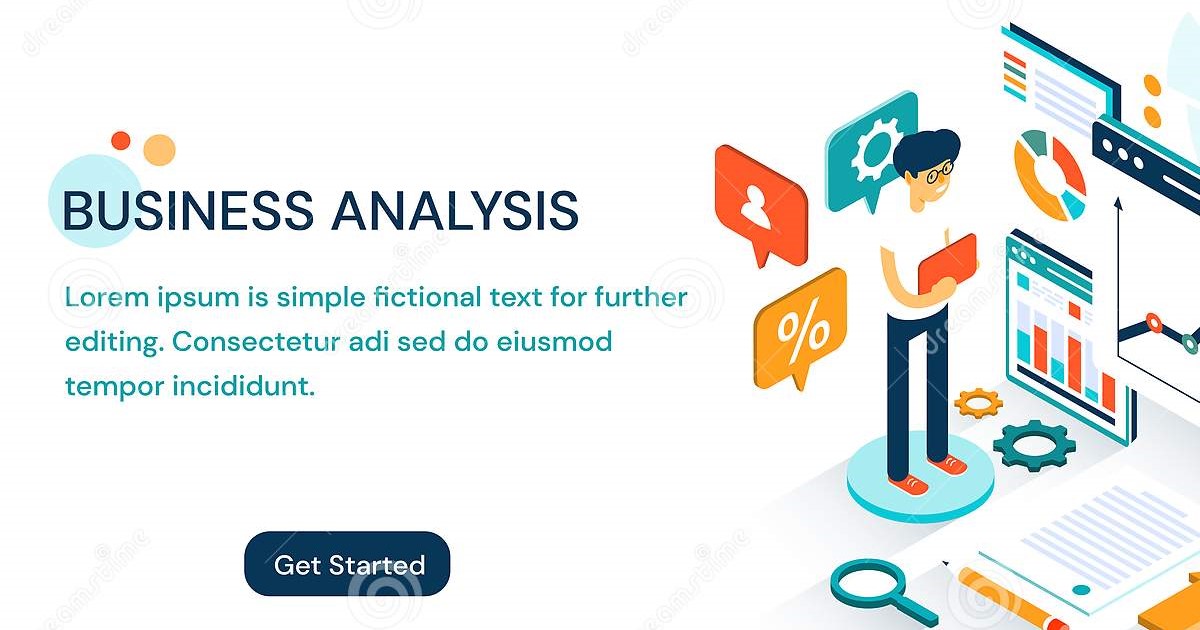 BUSINESS ANALYSIS
Lorem ipsum is simple fictional text for further
editing. Consectetur adi sed do eiusmod
tempor incididunt.
%
Get Started
dreamstime